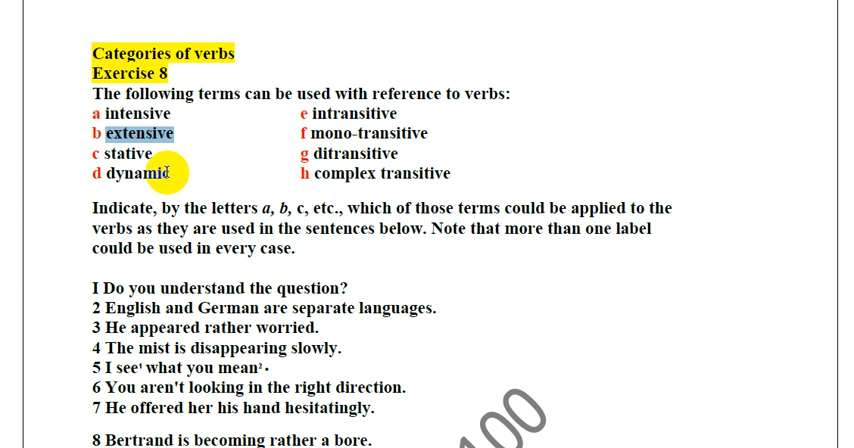 Categories of verbs
Exercise 8
The following terms can be used with reference to verbs:
a intensive e intransitive
b extensive f mono-transitive
c stative g ditransitive
d dynamic h complex transitive
Indicate, by the letters a, b, c, etc., which of those terms could be applied to the
verbs as they are used in the sentences below. Note that more than one label
could be used in every case.
I Do you understand the question?
2 English and German are separate languages.
3 He appeared rather worried.
4 The mist is disappearing slowly.
5 I see¹ what you mean².
6 You aren't looking in the right direction.
7 He offered her his hand hesitatingly.
100
8 Bertrand is becoming rather a bore.